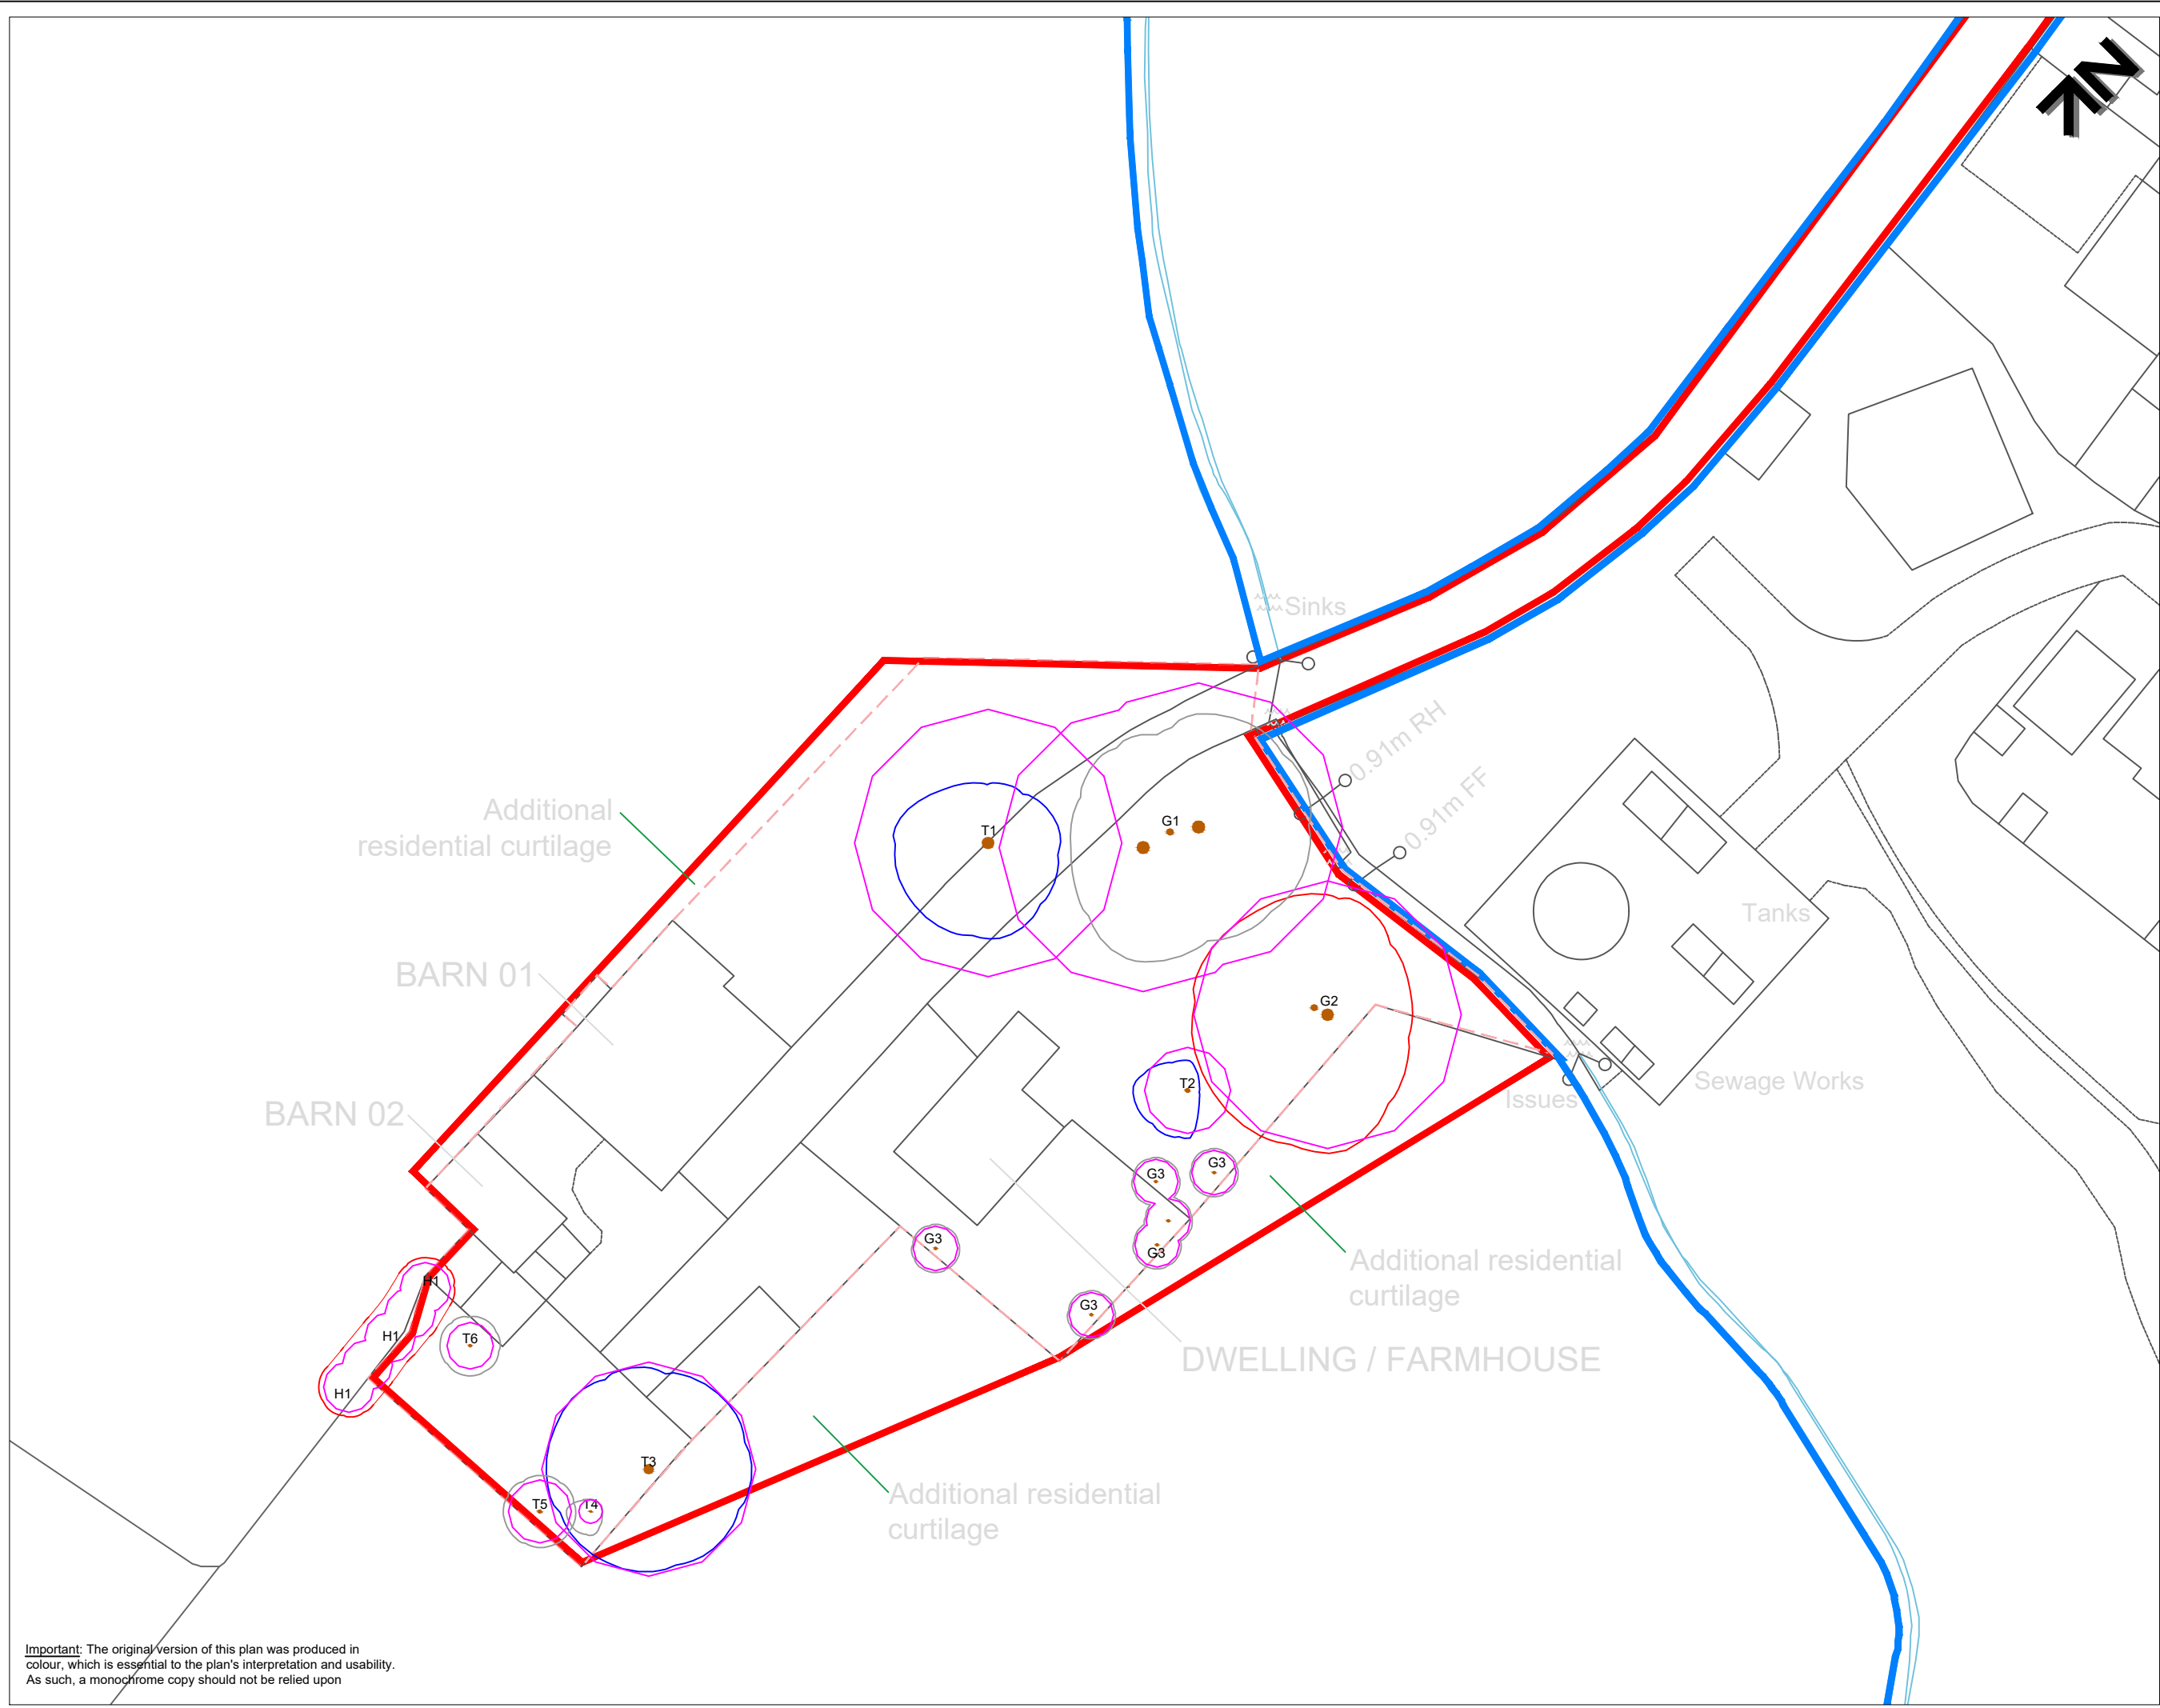 N
Sinks
0.91m RH
0.91m FF
Additional
residential curtilage
T1
G1
Tanks
BARN 01
G2
BARN 02
T2
Sewage Works
Issues
G3
G3
G3
G3
G3
Additional residential
curtilage
H1
H1
H1
T6
DWELLING / FARMHOUSE
T3
T5
T4
Additional residential
curtilage
Important: The original version of this plan was produced in
colour, which is essential to the plan's interpretation and usability.
As such, a monochrome copy should not be relied upon